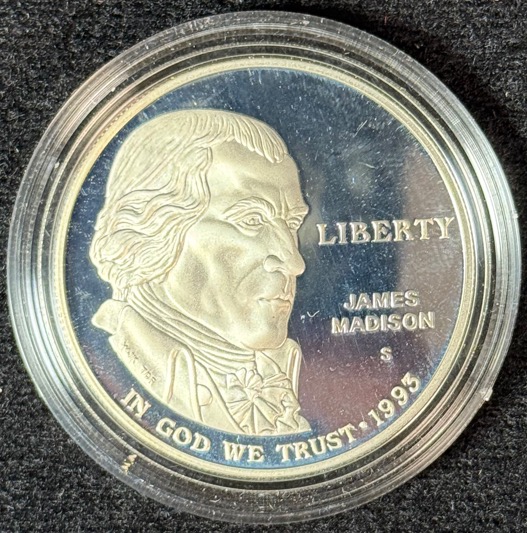 LIBERTY
JAMES
MADISON
S
IN GOD WE TRUST • 1993